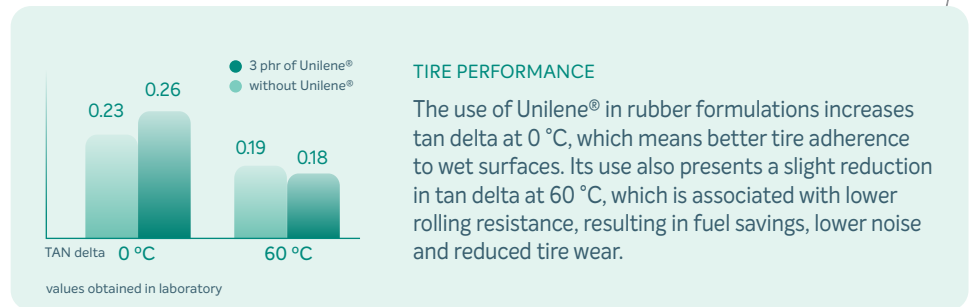 3 phr of Unilene®
without Unilene®
0.23
0.26
0.19
0.18
TAN delta
0 °C
60 °C
values obtained in laboratory
TIRE PERFORMANCE
The use of Unilene® in rubber formulations increases
tan delta at 0 °C, which means better tire adherence
to wet surfaces. Its use also presents a slight reduction
in tan delta at 60 °C, which is associated with lower
rolling resistance, resulting in fuel savings, lower noise
and reduced tire wear.